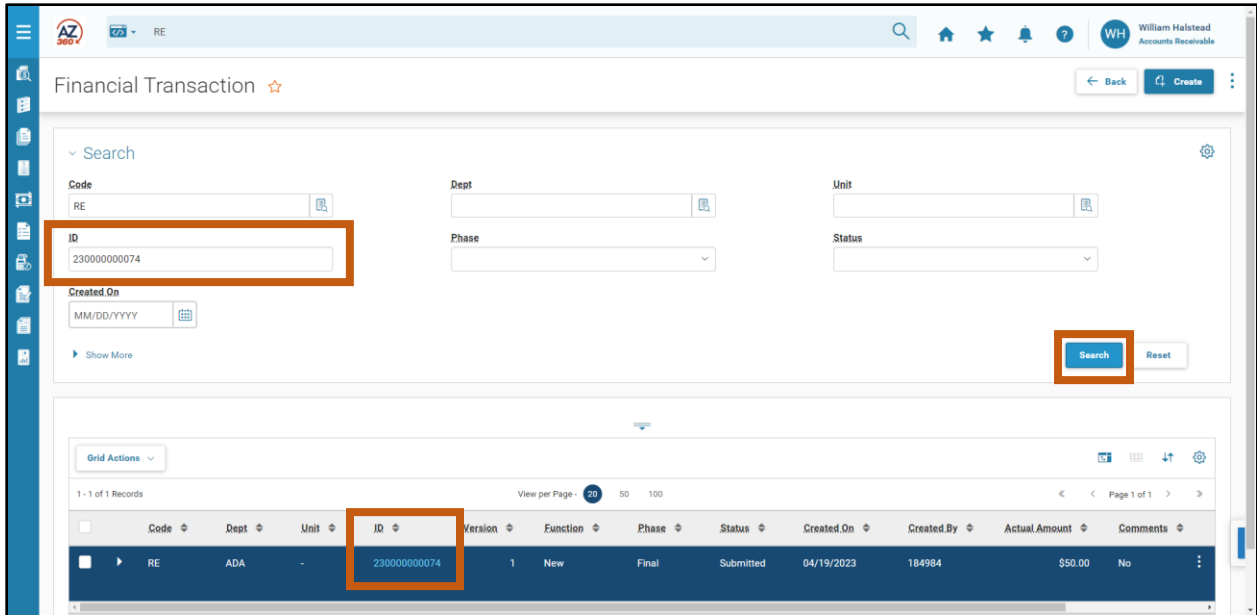 AZ
360
RE
WH
William Halstead
Accounts Receivable
Financial Transaction
Back
Create
Search
Code
Dept
Unit
RE
ID
Phase
Status
230000000074
Created On
MM/DD/YYYY
Show More
Search
Reset
Grid Actions
1 - 1 of 1 Records
View per Page - 20 50 100
« < Page 1 of 1 > »
Code Dept Unit ID Version Function Phase Status Created On Created By Actual Amount Comments
RE ADA - 230000000074 1 New Final Submitted 04/19/2023 184984 $50.00 No